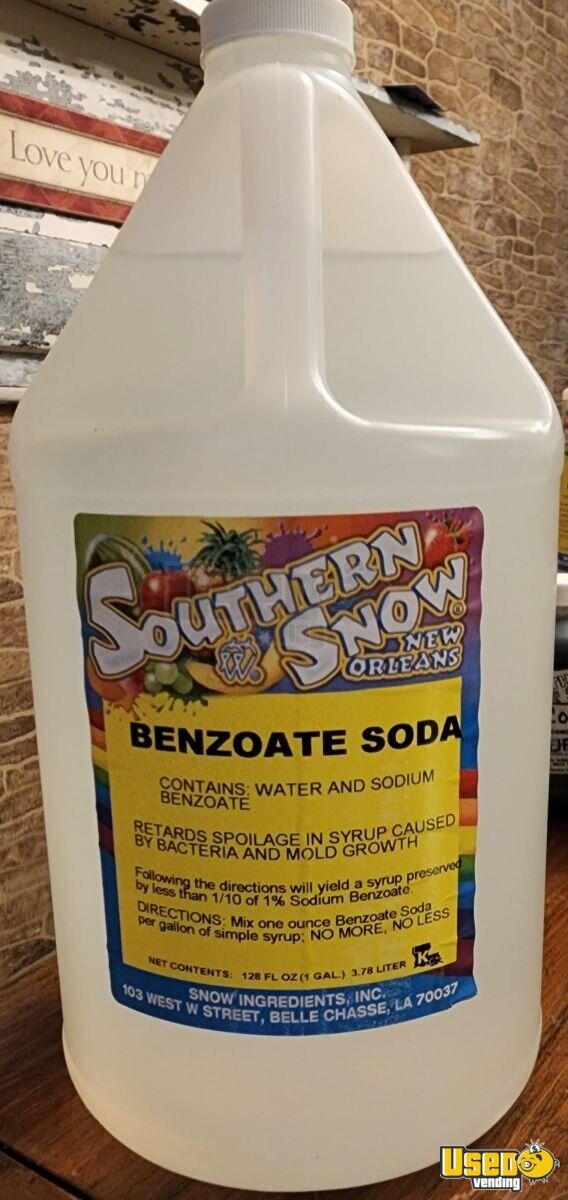 Love you
SOUTHERN
SNOW®
NEW
ORLEANS
BENZOATE SODA
CONTAINS: WATER AND SODIUM
BENZOATE
RETARDS SPOILAGE IN SYRUP CAUSED
BY BACTERIA AND MOLD GROWTH
Following the directions will yield a syrup preserved
by less than 1/10 of 1% Sodium Benzoate.
DIRECTIONS: Mix one ounce Benzoate Soda
per gallon of simple syrup; NO MORE, NO LESS
NET CONTENTS: 128 FL OZ (1 GAL.) 3.78 LITER
K
SNOW INGREDIENTS, INC.
103 WEST W STREET, BELLE CHASSE, LA 70037
Used
vending